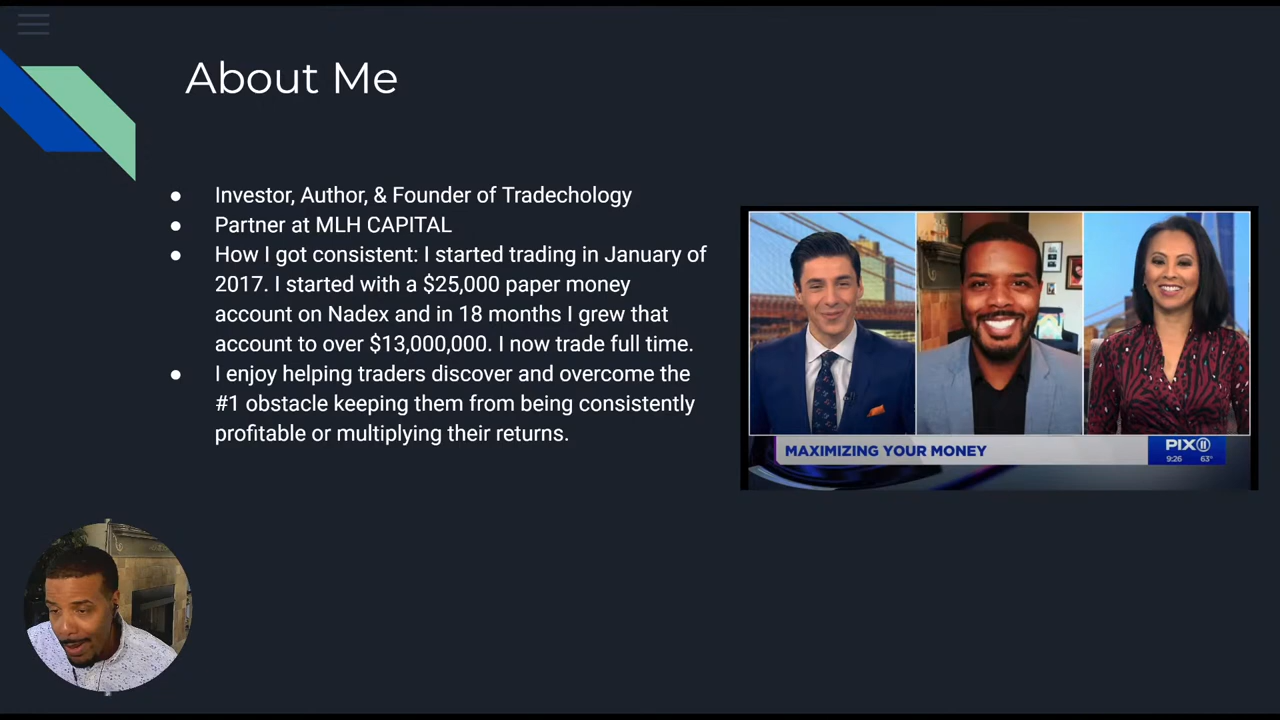 About Me
● Investor, Author, & Founder of Tradechology
● Partner at MLH CAPITAL
● How I got consistent: I started trading in January of
2017. I started with a $25,000 paper money
account on Nadex and in 18 months I grew that
account to over $13,000,000. I now trade full time.
● I enjoy helping traders discover and overcome the
#1 obstacle keeping them from being consistently
profitable or multiplying their returns.
MAXIMIZING YOUR MONEY
PIX11
9:26 63°